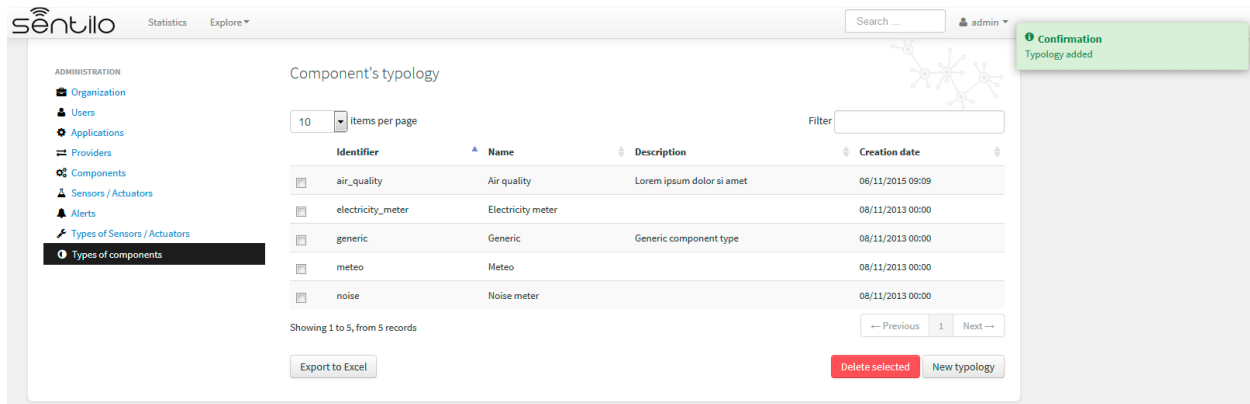 sentilo Statistics Explore Search ... admin
Confirmation
Typology added
ADMINISTRATION
Organization
Users
Applications
Providers
Components
Sensors / Actuators
Alerts
Types of Sensors / Actuators
Types of components
Component's typology
10 items per page Filter
Identifier Name Description Creation date
air_quality Air quality Lorem ipsum dolor si amet 06/11/2015 09:09
electricity_meter Electricity meter 08/11/2013 00:00
generic Generic Generic component type 08/11/2013 00:00
meteo Meteo 08/11/2013 00:00
noise Noise meter 08/11/2013 00:00
Showing 1 to 5, from 5 records ← Previous 1 Next →
Export to Excel Delete selected New typology